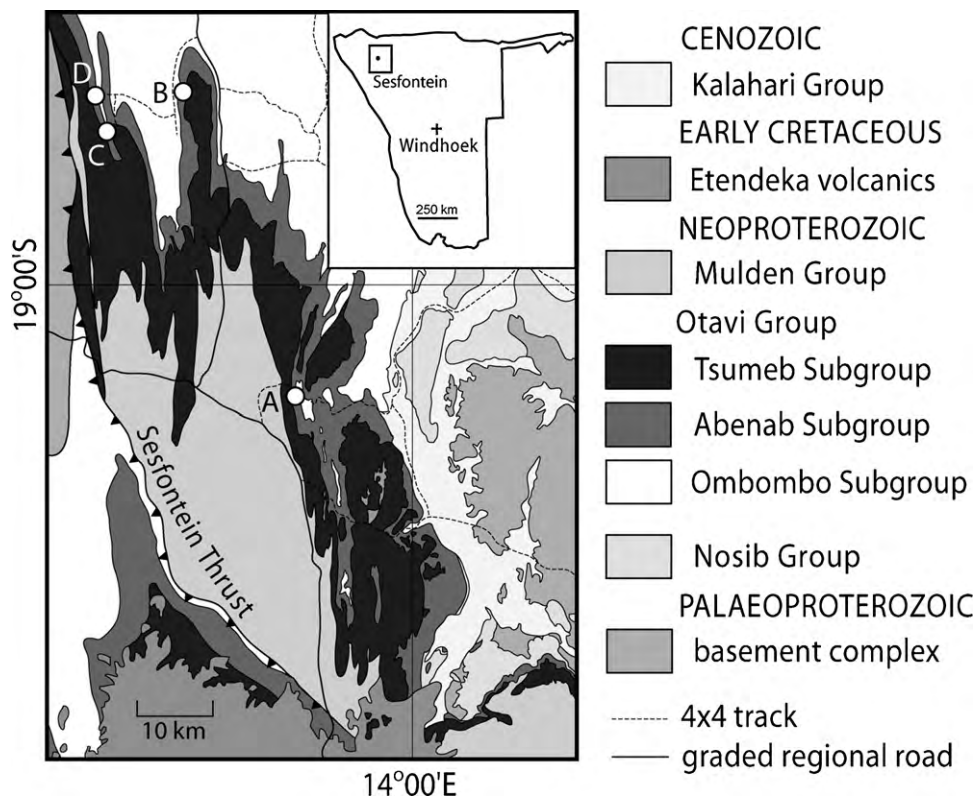 D
B
C
A
Sesfontein
Windhoek
250 km
19°00'S
Sesfontein Thrust
10 km
14°00'E
CENOZOIC
Kalahari Group
EARLY CRETACEOUS
Etendeka volcanics
NEOPROTEROZOIC
Mulden Group
Otavi Group
Tsumeb Subgroup
Abenab Subgroup
Ombombo Subgroup
Nosib Group
PALAEOPROTEROZOIC
basement complex
4x4 track
graded regional road